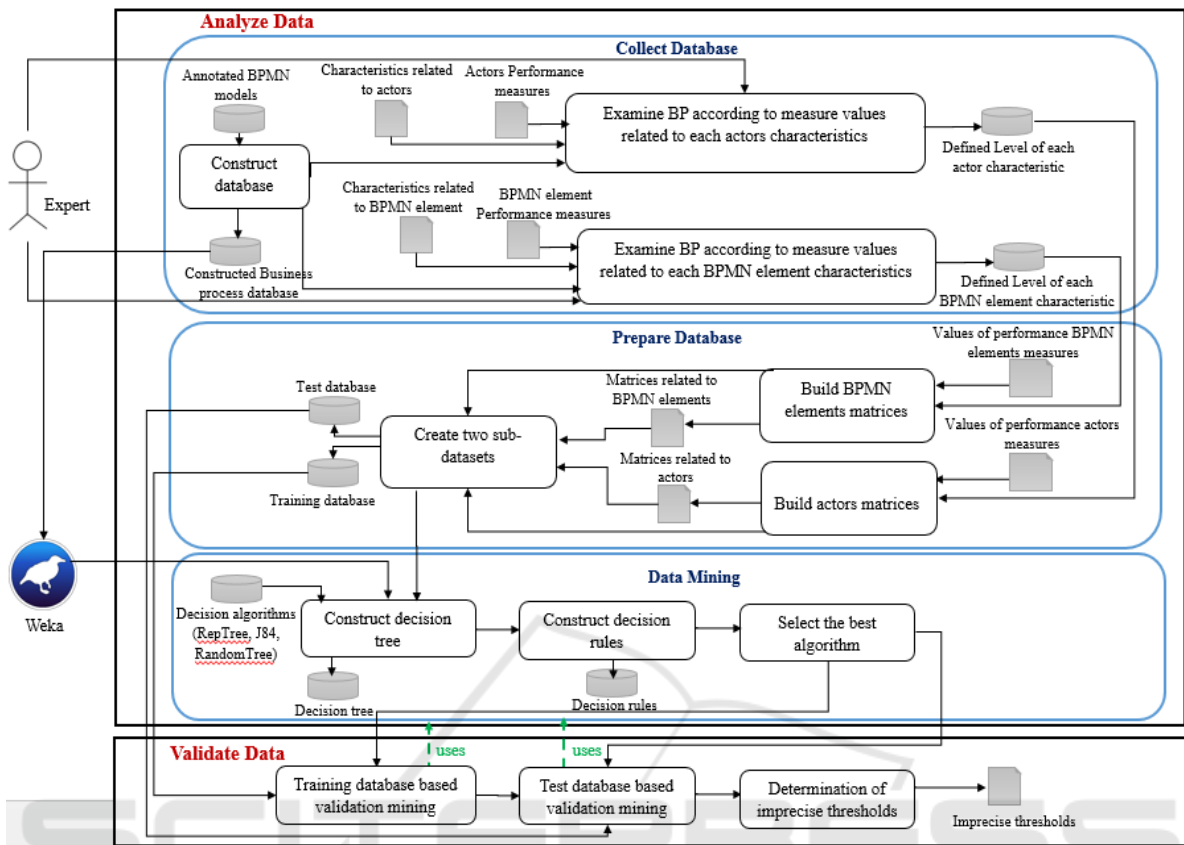 Analyze Data
Collect Database
Annotated BPMN
models
Characteristics related
to actors
Actors Performance
measures
Examine BP according to measure values
related to each actors characteristics
Defined Level of each
actor characteristic
Construct
database
Expert
Characteristics related
to BPMN element
BPMN element
Performance measures
Examine BP according to measure values
related to each BPMN element characteristics
Constructed Business
process database
Defined Level of each
BPMN element characteristic
Prepare Database
Values of performance BPMN
elements measures
Test database
Matrices related to
BPMN elements
Build BPMN
elements matrices
Create two sub-
datasets
Values of performance actors
measures
Matrices related to
actors
Training database
Build actors matrices
Weka
Data Mining
Decision algorithms
(RepTree, J84,
RandomTree)
Construct decision
tree
Construct decision
rules
Select the best
algorithm
Decision tree
Decision rules
uses
uses
Validate Data
Training database based
validation mining
Test database based
validation mining
Determination of
imprecise thresholds
Imprecise thresholds
SCITEPRESS